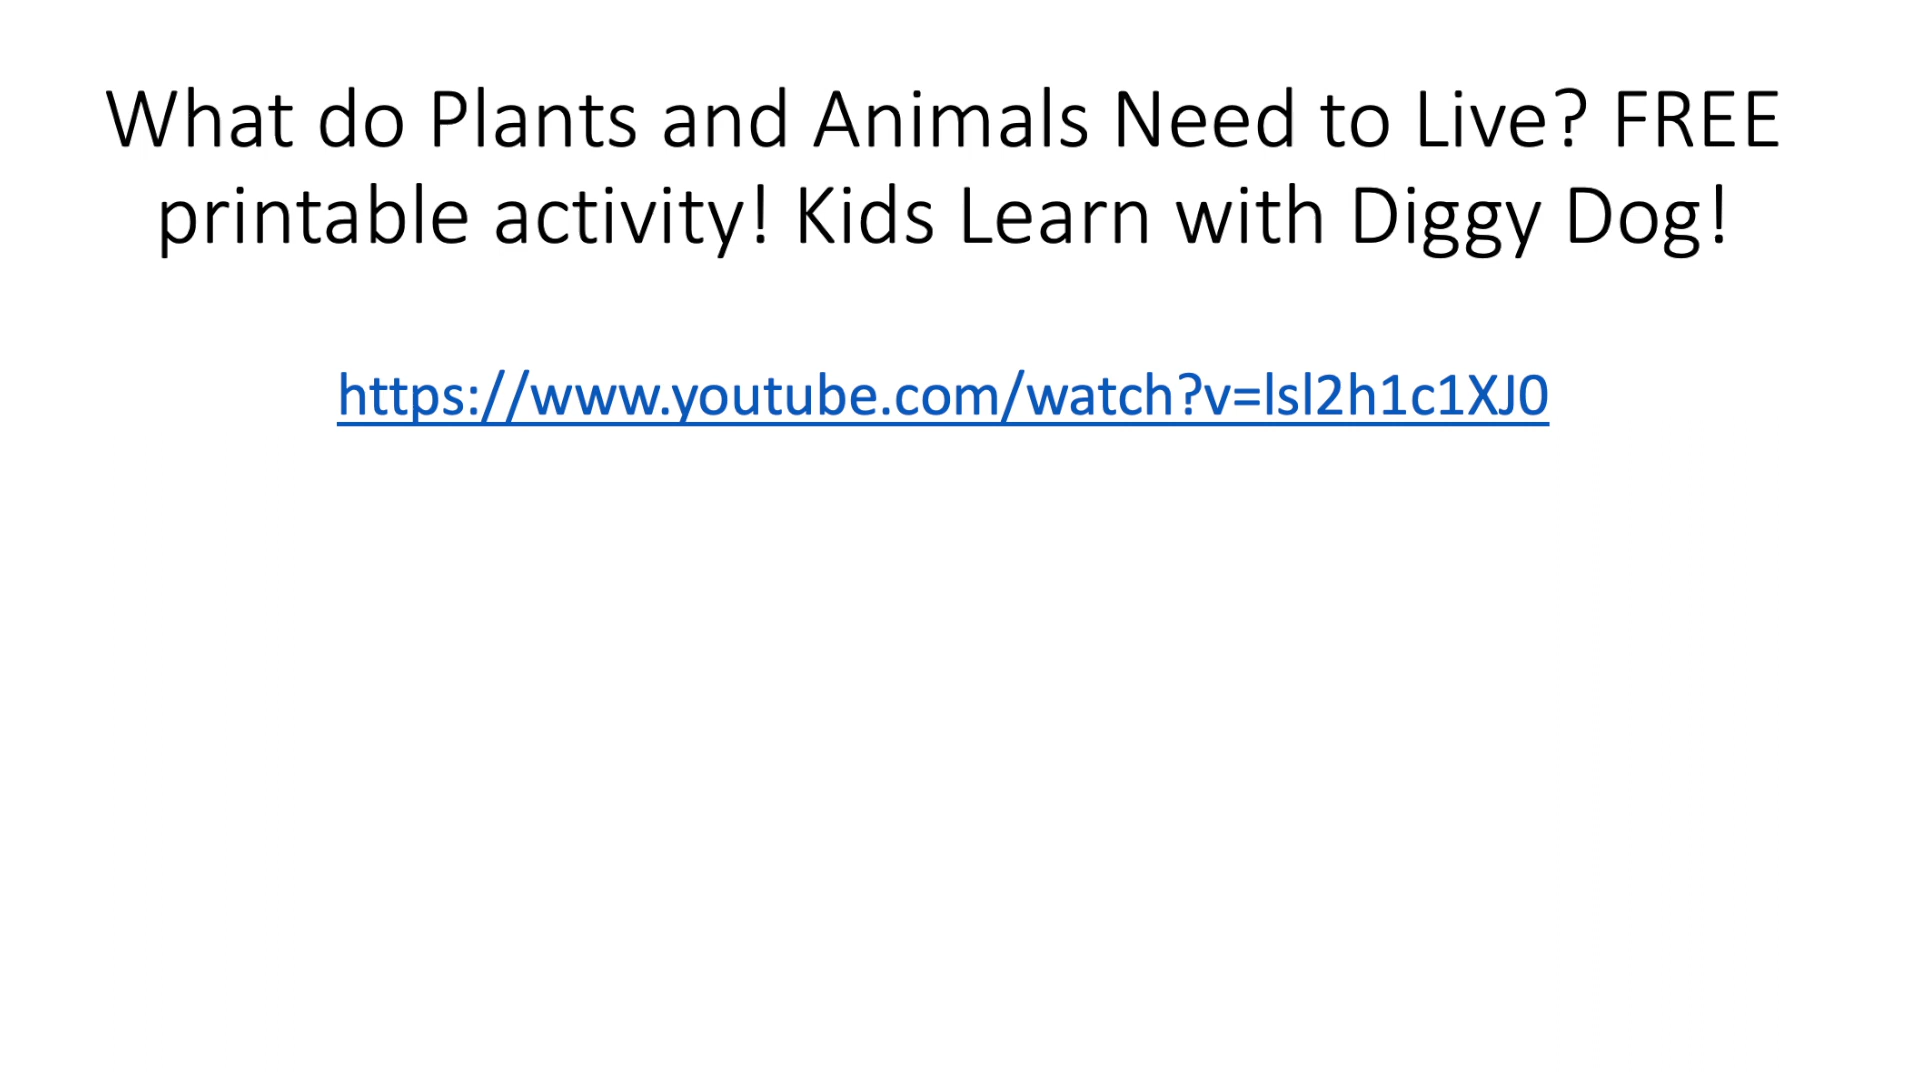 What do Plants and Animals Need to Live? FREE
printable activity! Kids Learn with Diggy Dog!
https://www.youtube.com/watch?v=lsl2h1c1XJ0